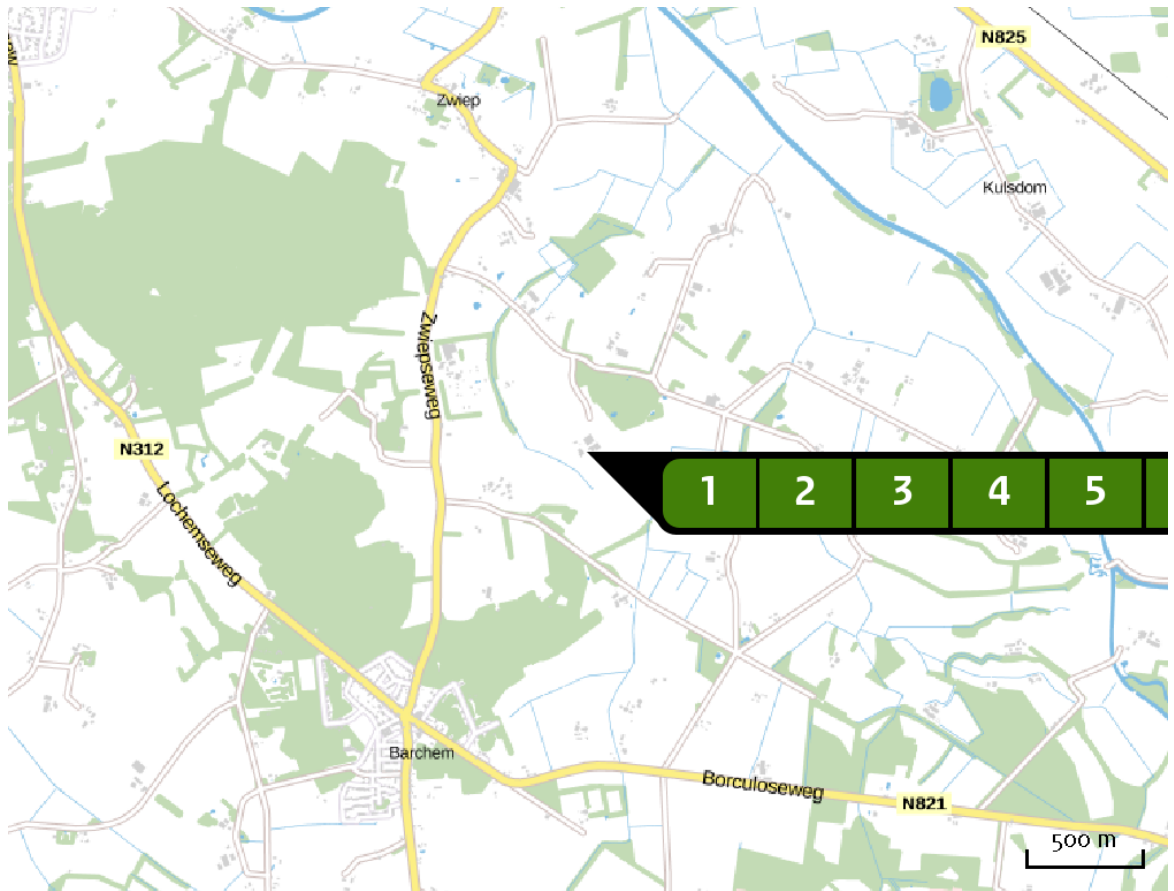 N825
Zwiep
Kulsdom
Zwiepseweg
N312
1 2 3 4 5
Lochemseweg
Barchem
Borculoseweg
N821
500 m